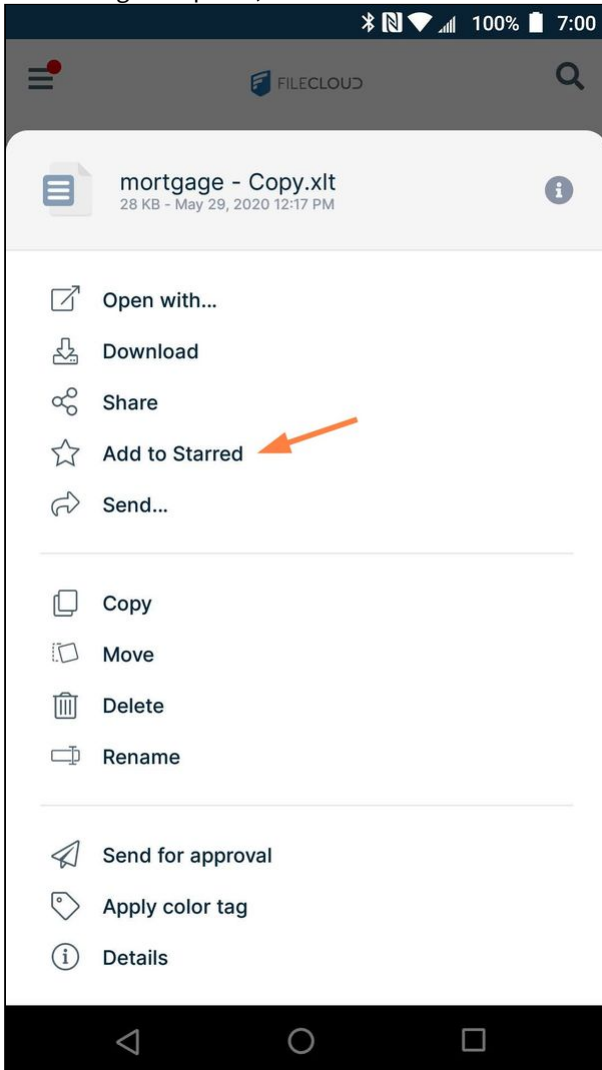 100% 7:00
FILECLOUD
mortgage - Copy.xlt
28 KB - May 29, 2020 12:17 PM
Open with...
Download
Share
Add to Starred
Send...
Copy
Move
Delete
Rename
Send for approval
Apply color tag
Details